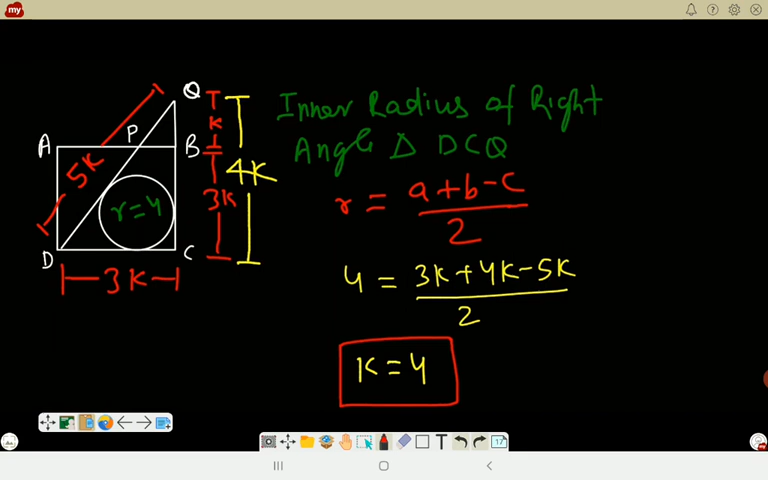 my
Q
A
P
B
K
5K
4K
3K
r=4
D
C
3K
Inner Radius of Right
Angle Δ DCQ
r = a+b-c
2
4 = 3K+4K-5K
2
K=4
T
17